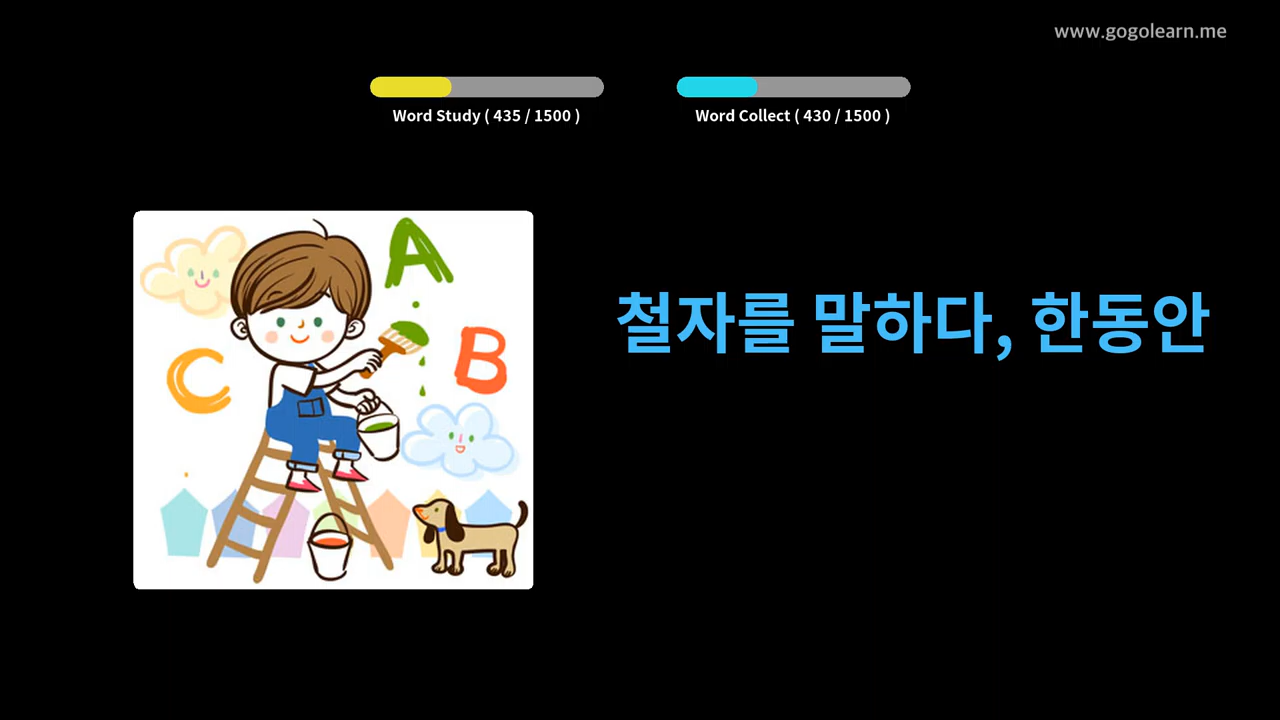 www.gogolearn.me
Word Study ( 435 / 1500 )
Word Collect ( 430 / 1500 )
A
B
C
철자를 말하다, 한동안